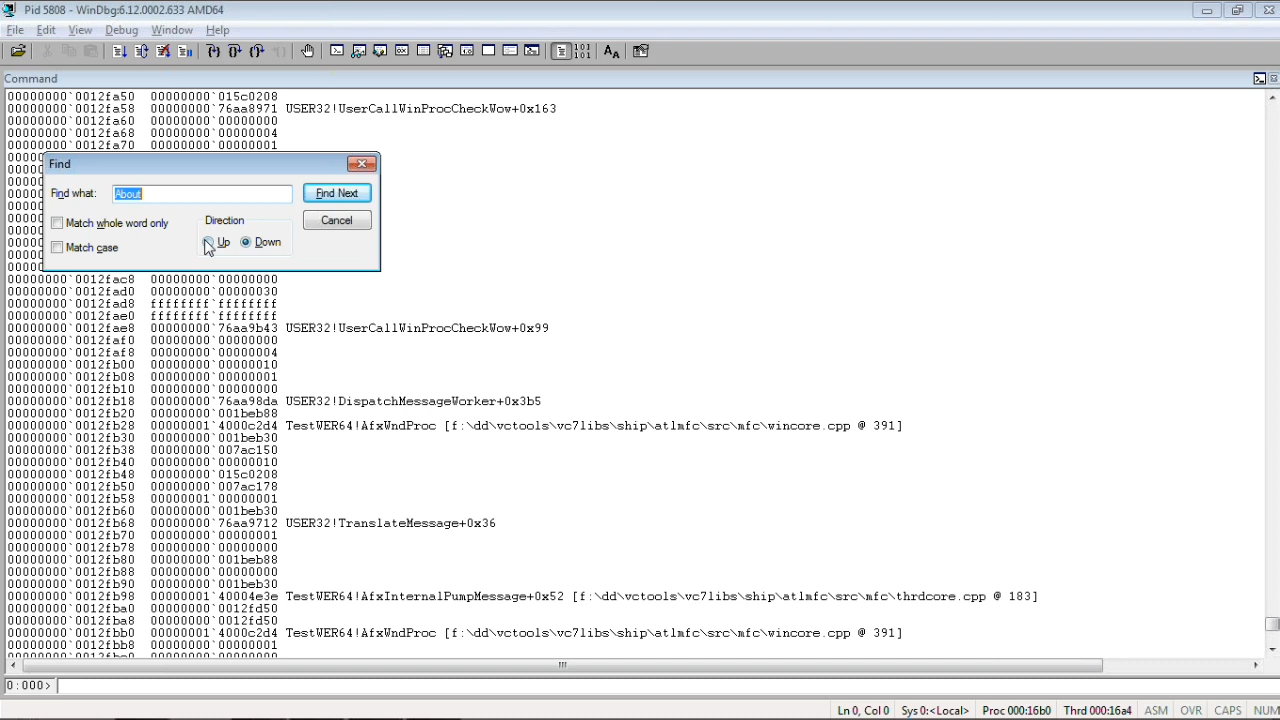 Pid 5808 - WinDbg:6.12.0002.633 AMD64
File Edit View Debug Window Help
Command
00000000`0012fa50 00000000`015c0208
00000000`0012fa58 00000000`76aa8971 USER32!UserCallWinProcCheckWow+0x163
00000000`0012fa60 00000000`00000000
00000000`0012fa68 00000000`00000004
00000000`0012fa70 00000000`00000001
Find
Find what: About Find Next
Match whole word only Direction Cancel
Match case Up Down
00000000`0012fac8 00000000`00000000
00000000`0012fad0 00000000`00000030
00000000`0012fad8 ffffffff`ffffffff
00000000`0012fae0 ffffffff`ffffffff
00000000`0012fae8 00000000`76aa9b43 USER32!UserCallWinProcCheckWow+0x99
00000000`0012faf0 00000000`00000000
00000000`0012faf8 00000000`00000004
00000000`0012fb00 00000000`00000010
00000000`0012fb08 00000000`00000001
00000000`0012fb10 00000000`00000000
00000000`0012fb18 00000000`76aa98da USER32!DispatchMessageWorker+0x3b5
00000000`0012fb20 00000000`001beb88
00000000`0012fb28 00000001`4000c2d4 TestWER64!AfxWndProc [f:\dd\vctools\vc7libs\ship\atlmfc\src\mfc\wincore.cpp @ 391]
00000000`0012fb30 00000000`001beb30
00000000`0012fb38 00000000`007ac150
00000000`0012fb40 00000000`00000010
00000000`0012fb48 00000000`015c0208
00000000`0012fb50 00000000`007ac178
00000000`0012fb58 00000001`00000001
00000000`0012fb60 00000000`001beb30
00000000`0012fb68 00000000`76aa9712 USER32!TranslateMessage+0x36
00000000`0012fb70 00000000`00000001
00000000`0012fb78 00000000`00000000
00000000`0012fb80 00000000`001beb88
00000000`0012fb88 00000000`00000000
00000000`0012fb90 00000000`001beb30
00000000`0012fb98 00000001`40004e3e TestWER64!AfxInternalPumpMessage+0x52 [f:\dd\vctools\vc7libs\ship\atlmfc\src\mfc\thrdcore.cpp @ 183]
00000000`0012fba0 00000000`0012fd50
00000000`0012fba8 00000000`0012fd50
00000000`0012fbb0 00000001`4000c2d4 TestWER64!AfxWndProc [f:\dd\vctools\vc7libs\ship\atlmfc\src\mfc\wincore.cpp @ 391]
00000000`0012fbb8 00000000`00000001
0:000>
Ln 0, Col 0 Sys 0:<Local> Proc 000:16b0 Thrd 000:16a4 ASM OVR CAPS NUM